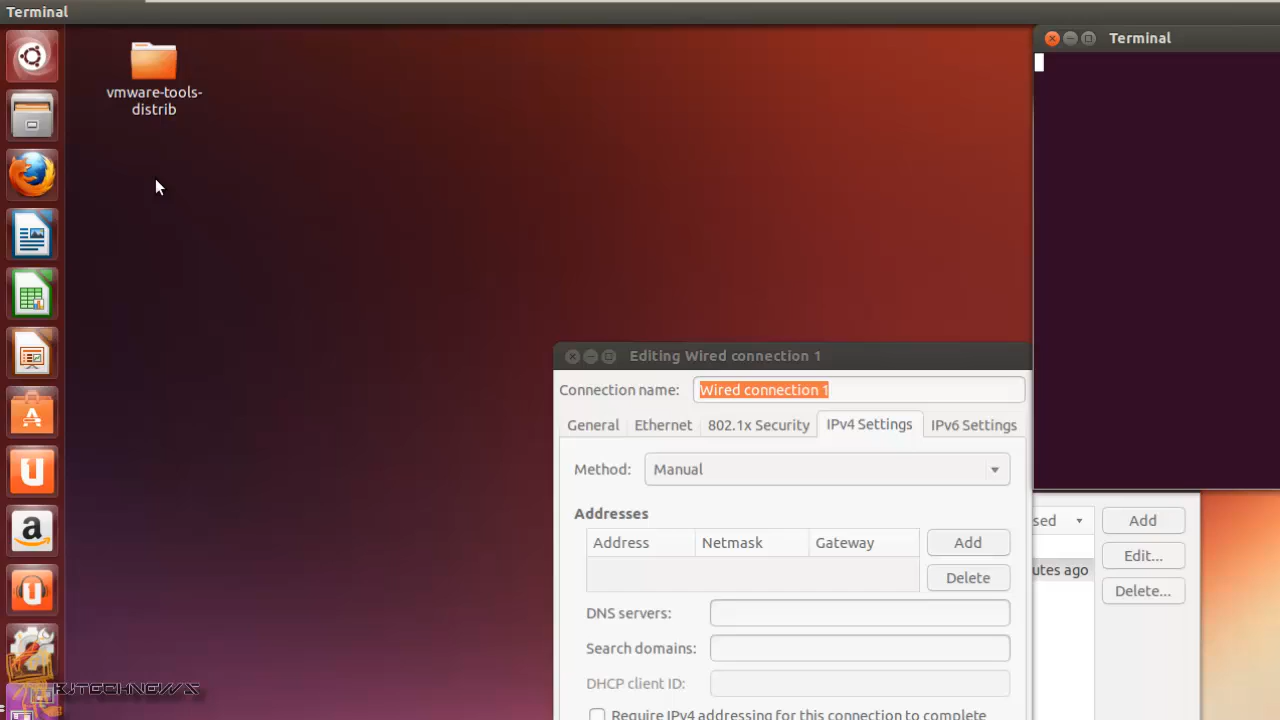 Terminal
vmware-tools-
distrib
Terminal
Editing Wired connection 1
Connection name: Wired connection 1
General Ethernet 802.1x Security IPv4 Settings IPv6 Settings
Method: Manual
Addresses
Address Netmask Gateway Add
Delete
DNS servers:
Search domains:
DHCP client ID:
Require IPv4 addressing for this connection to complete
sed Add
utes ago Edit...
Delete...
KJTECHNEWS